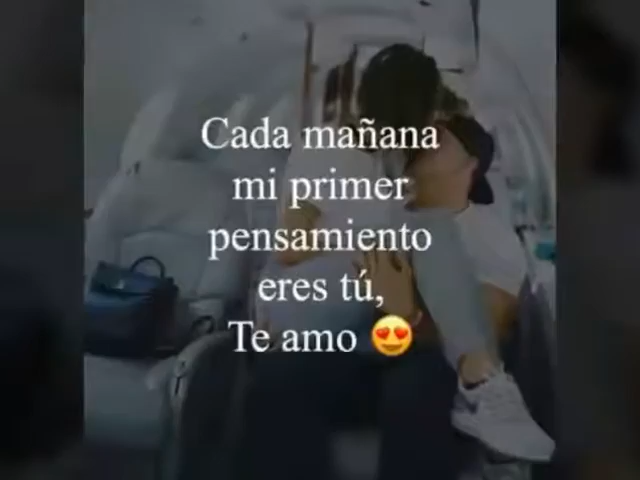 Cada mañana
mi primer
pensamiento
eres tú,
Te amo 😍